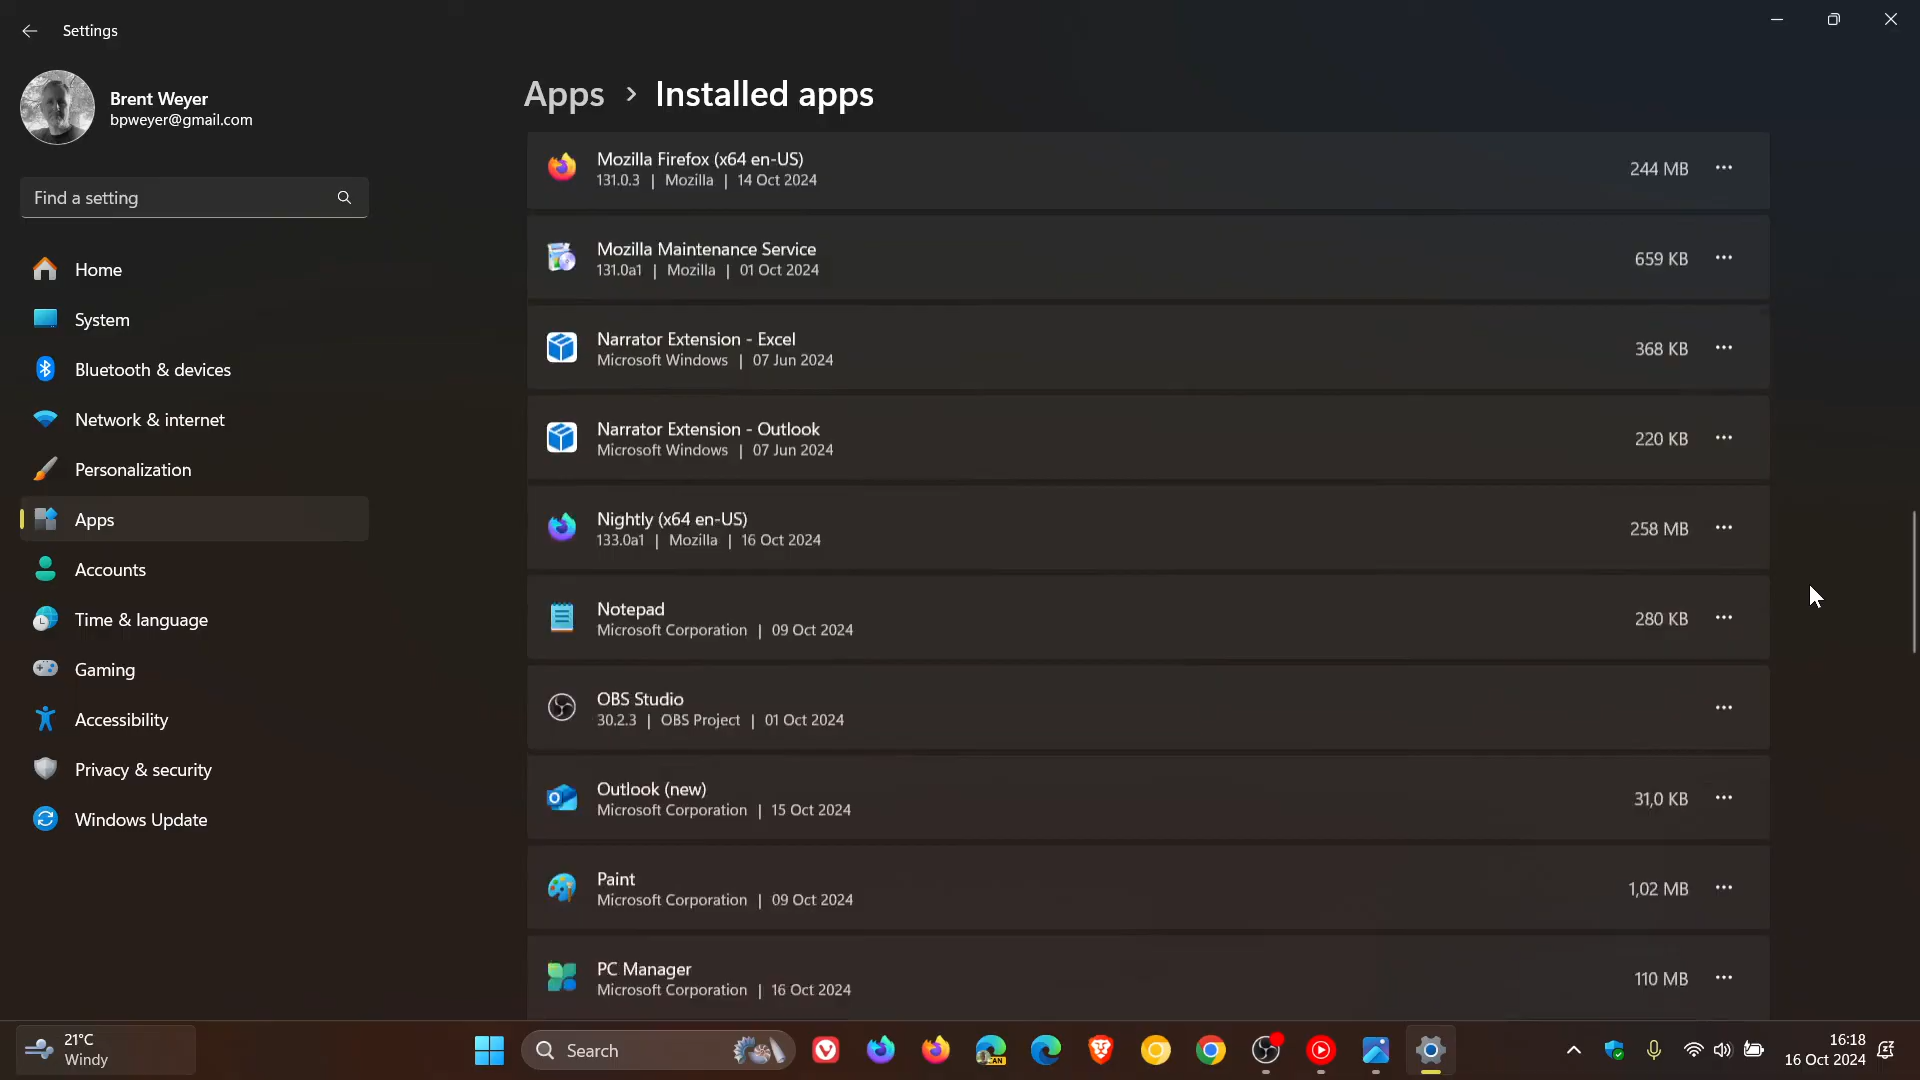 Settings
Brent Weyer
bpweyer@gmail.com
Find a setting
Home
System
Bluetooth & devices
Network & internet
Personalization
Apps
Accounts
Time & language
Gaming
Accessibility
Privacy & security
Windows Update
Apps > Installed apps
Mozilla Firefox (x64 en-US)
131.0.3 | Mozilla | 14 Oct 2024
244 MB
Mozilla Maintenance Service
131.0a1 | Mozilla | 01 Oct 2024
659 KB
Narrator Extension - Excel
Microsoft Windows | 07 Jun 2024
368 KB
Narrator Extension - Outlook
Microsoft Windows | 07 Jun 2024
220 KB
Nightly (x64 en-US)
133.0a1 | Mozilla | 16 Oct 2024
258 MB
Notepad
Microsoft Corporation | 09 Oct 2024
280 KB
OBS Studio
30.2.3 | OBS Project | 01 Oct 2024
Outlook (new)
Microsoft Corporation | 15 Oct 2024
31,0 KB
Paint
Microsoft Corporation | 09 Oct 2024
1,02 MB
PC Manager
Microsoft Corporation | 16 Oct 2024
110 MB
21°C
Windy
Search
CAN
16:18
16 Oct 2024